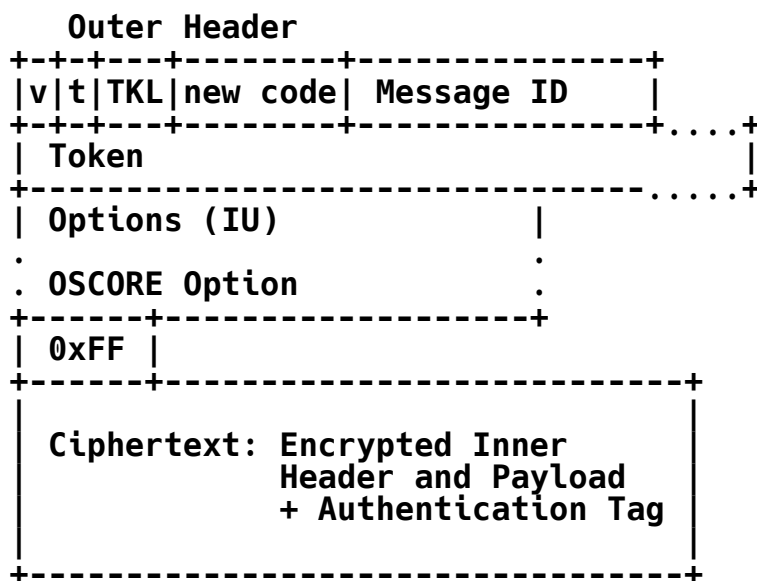 Outer Header
+-+-+---+--------+---------------+
|v|t|TKL|new code| Message ID    |
+-+-+---+--------+---------------+....+
| Token                               |
+--------------------------------.....+
| Options (IU)             |
.                          .
. OSCORE Option            .
+------+-------------------+
| 0xFF |
+------+---------------------------+
|                                  |
| Ciphertext: Encrypted Inner      |
|             Header and Payload   |
|             + Authentication Tag |
|                                  |
+----------------------------------+